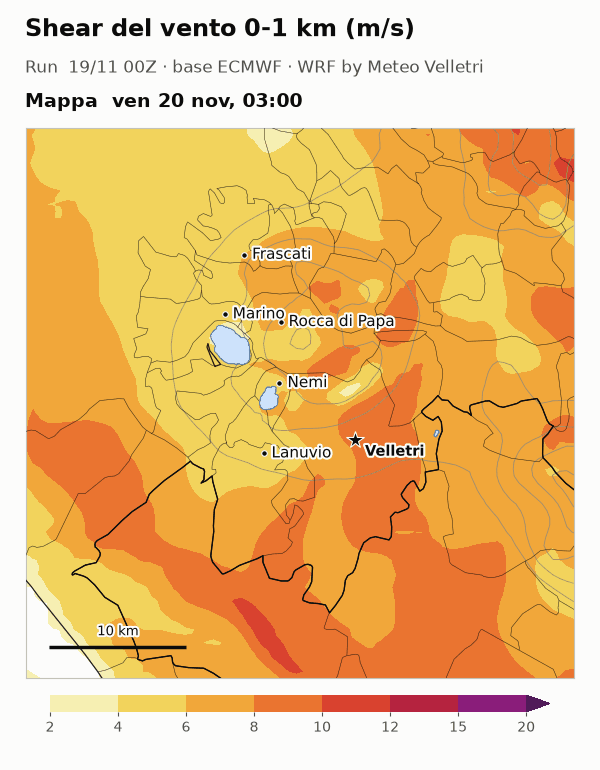 Shear del vento 0-1 km (m/s)
Run  19/11 00Z · base ECMWF · WRF by Meteo Velletri
Mappa  ven 20 nov, 03:00
Frascati
Marino
Rocca di Papa
Nemi
Velletri
Lanuvio
10 km
2 4 6 8 10 12 15 20